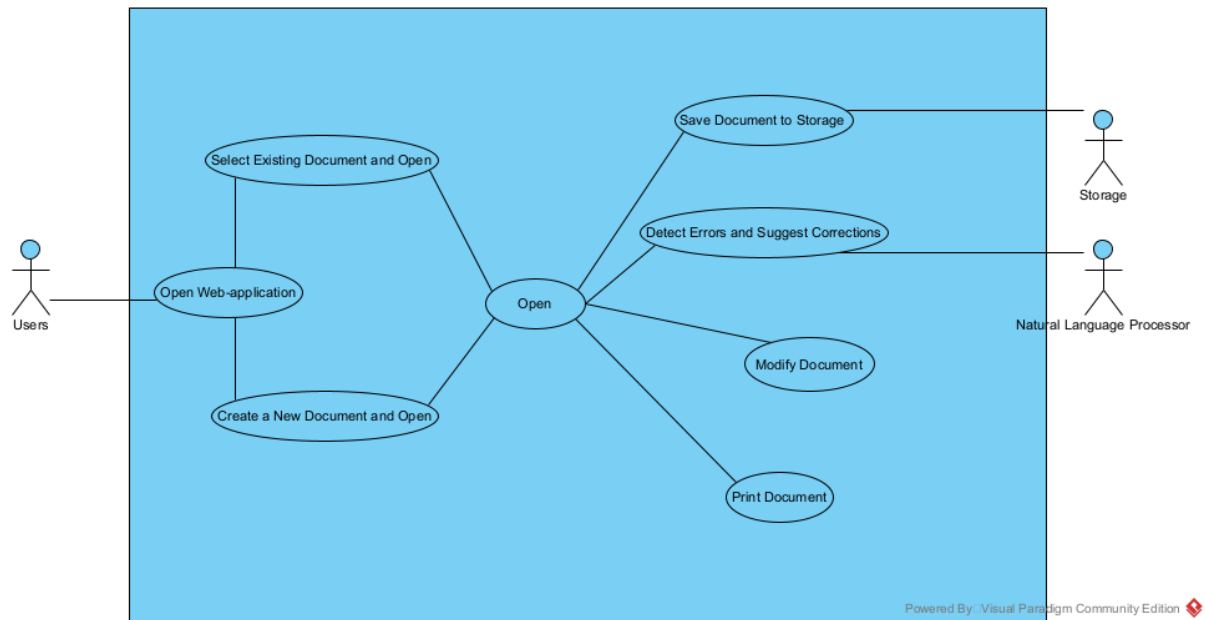 Save Document to Storage
Select Existing Document and Open
Storage
Detect Errors and Suggest Corrections
Open Web-application
Open
Users
Natural Language Processor
Modify Document
Create a New Document and Open
Print Document
Powered By Visual Paradigm Community Edition